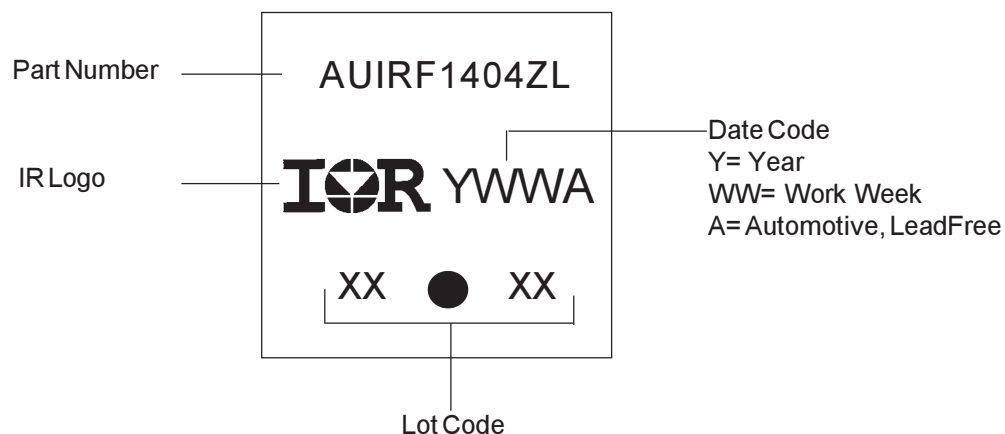 Part Number
AUIRF1404ZL
IR Logo
IOR YWWA
Date Code
Y= Year
WW= Work Week
A= Automotive, LeadFree
XX XX
Lot Code